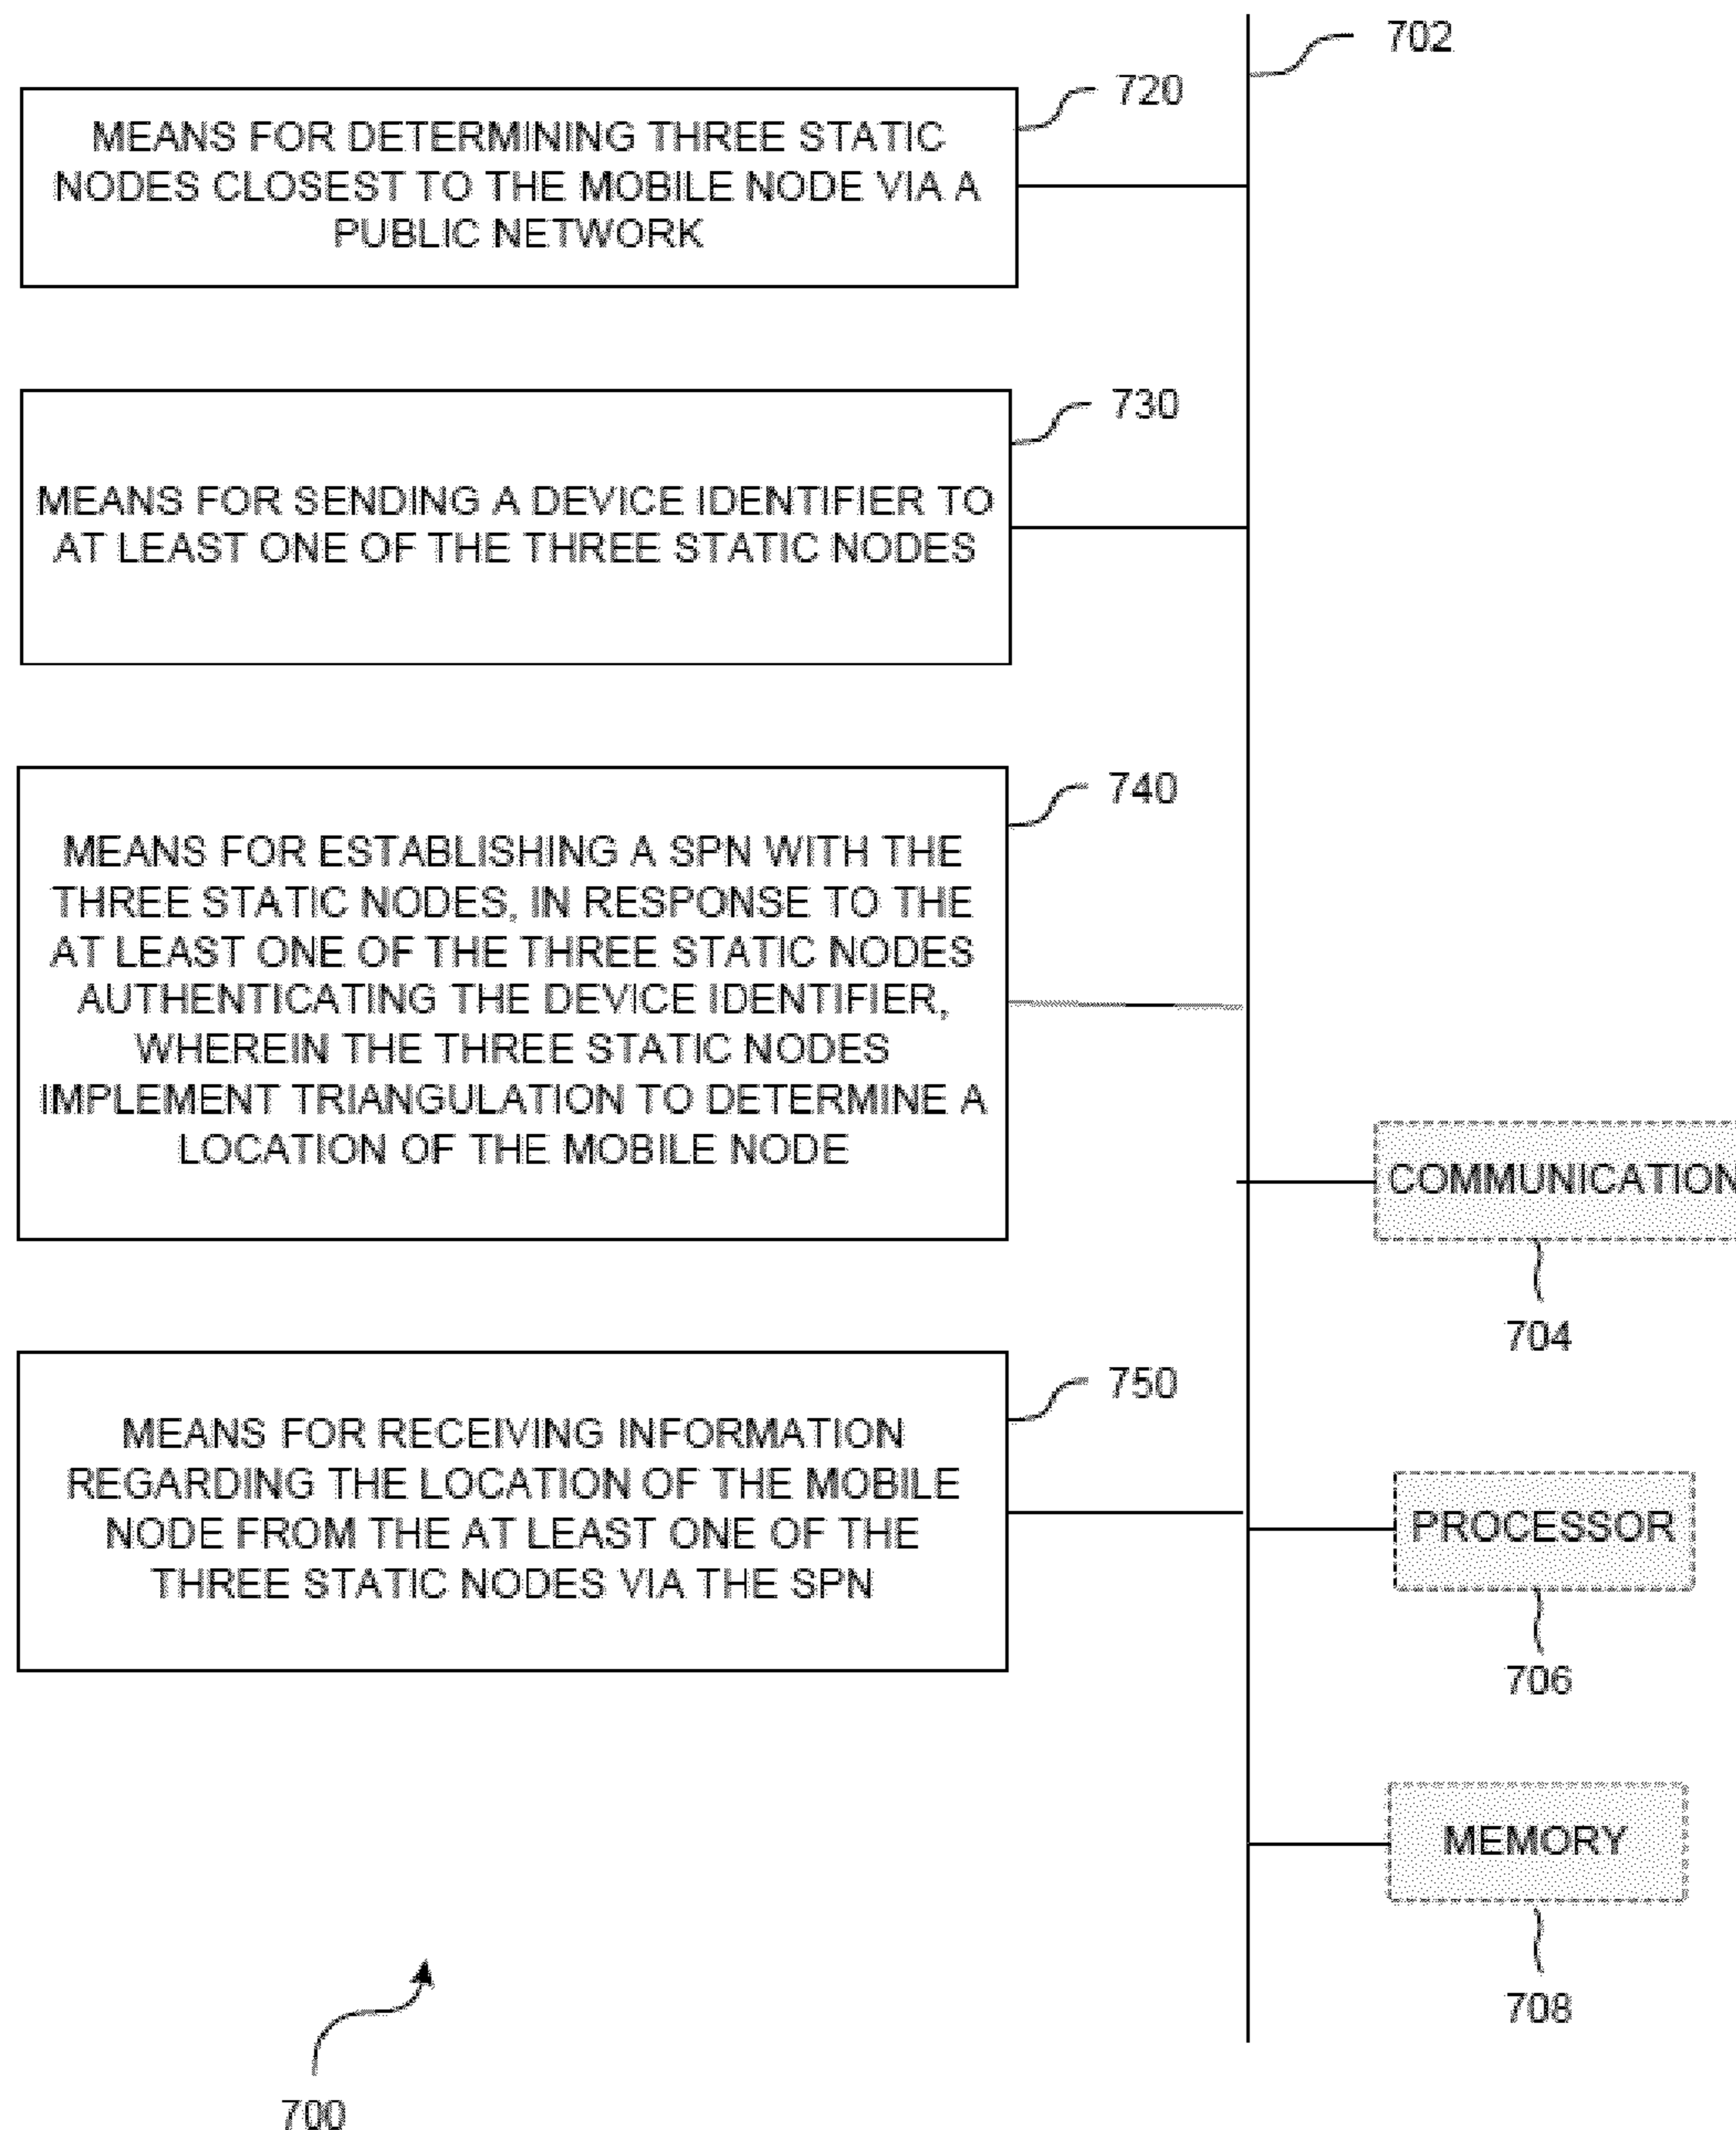 702
720
MEANS FOR DETERMINING THREE STATIC
NODES CLOSEST TO THE MOBILE NODE VIA A
PUBLIC NETWORK
730
MEANS FOR SENDING A DEVICE IDENTIFIER TO
AT LEAST ONE OF THE THREE STATIC NODES
740
MEANS FOR ESTABLISHING A SPN WITH THE
THREE STATIC NODES, IN RESPONSE TO THE
AT LEAST ONE OF THE THREE STATIC NODES
AUTHENTICATING THE DEVICE IDENTIFIER,
WHEREIN THE THREE STATIC NODES
IMPLEMENT TRIANGULATION TO DETERMINE A
LOCATION OF THE MOBILE NODE
COMMUNICATION
704
750
MEANS FOR RECEIVING INFORMATION
REGARDING THE LOCATION OF THE MOBILE
NODE FROM THE AT LEAST ONE OF THE
THREE STATIC NODES VIA THE SPN
PROCESSOR
706
MEMORY
708
700